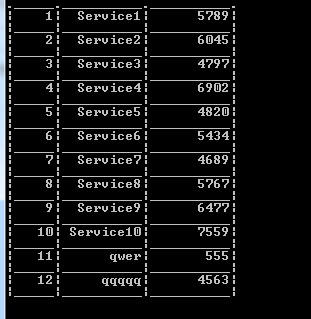 1 Service1 5789
2 Service2 6045
3 Service3 4797
4 Service4 6902
5 Service5 4820
6 Service6 5434
7 Service7 4689
8 Service8 5767
9 Service9 6477
10 Service10 7559
11 qwer 555
12 qqqqq 4563